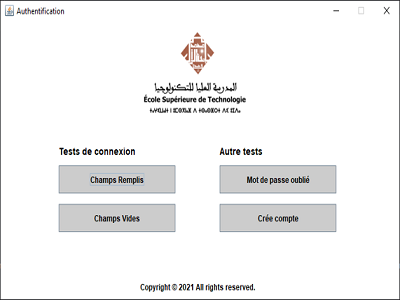 Authentification
المدرسة العليا للتكنولوجيا
École Supérieure de Technologie
Tests de connexion
Autre tests
Champs Remplis
Mot de passe oublié
Champs Vides
Crée compte
Copyright © 2021 All rights reserved.